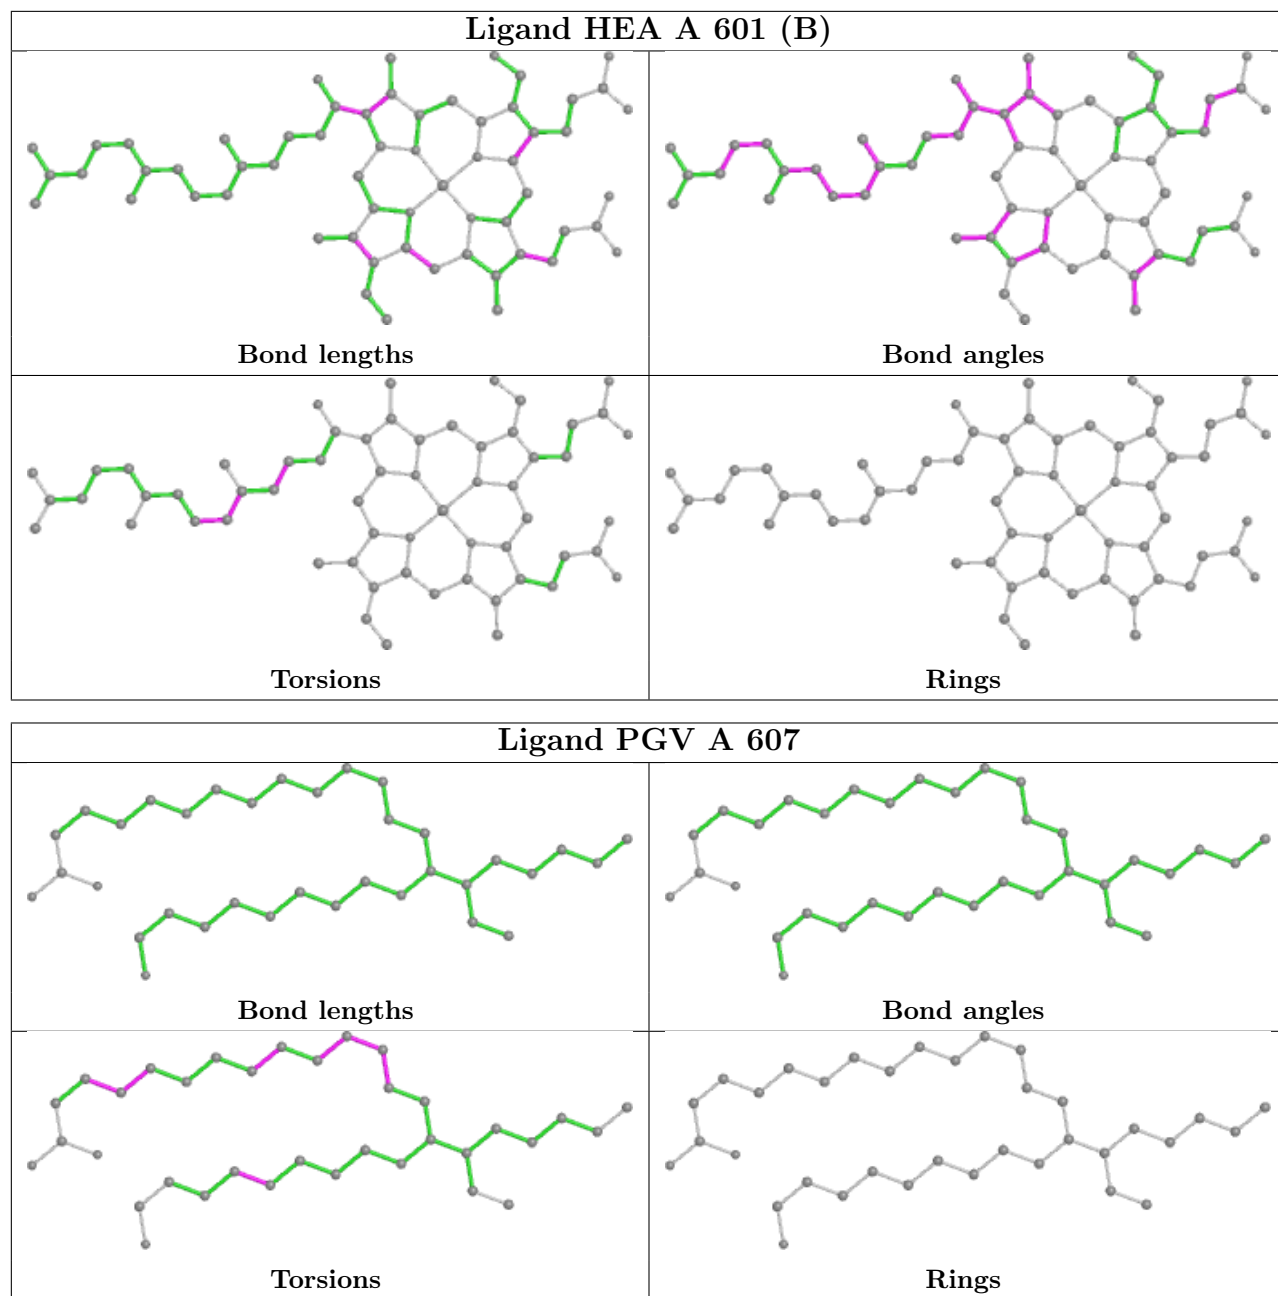 Ligand HEA A 601 (B)
Bond lengths
Bond angles
Torsions
Rings
Ligand PGV A 607
Bond lengths
Bond angles
Torsions
Rings